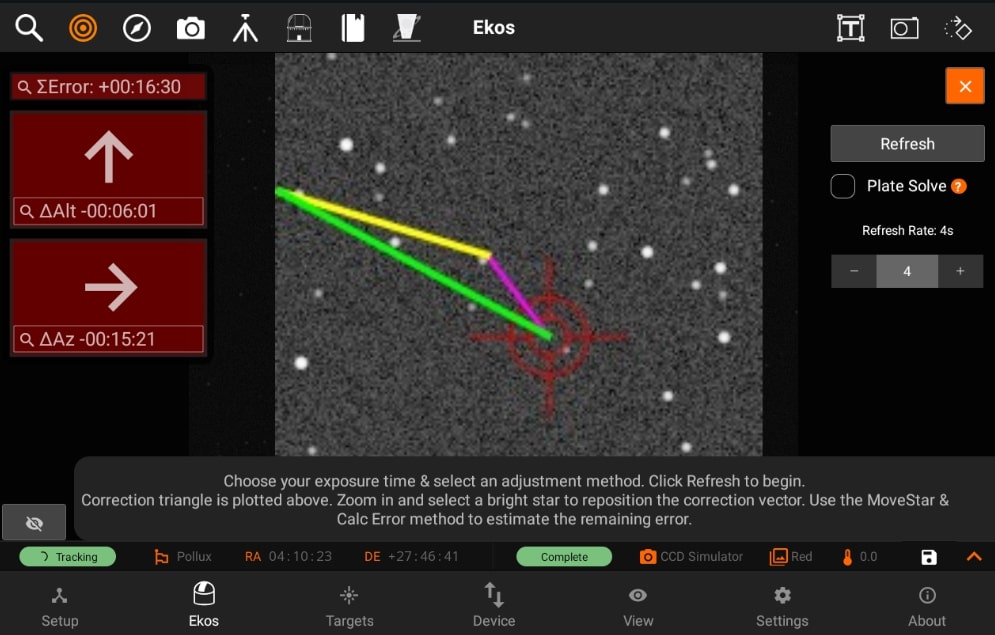 Ekos
ΣError: +00:16:30
ΔAlt -00:06:01
ΔAz -00:15:21
Refresh
Plate Solve ?
Refresh Rate: 4s
− 4 +
Choose your exposure time & select an adjustment method. Click Refresh to begin.
Correction triangle is plotted above. Zoom in and select a bright star to reposition the correction vector. Use the MoveStar &
Calc Error method to estimate the remaining error.
Tracking Pollux RA 04:10:23 DE +27:46:41 Complete CCD Simulator Red 0.0
Setup Ekos Targets Device View Settings About